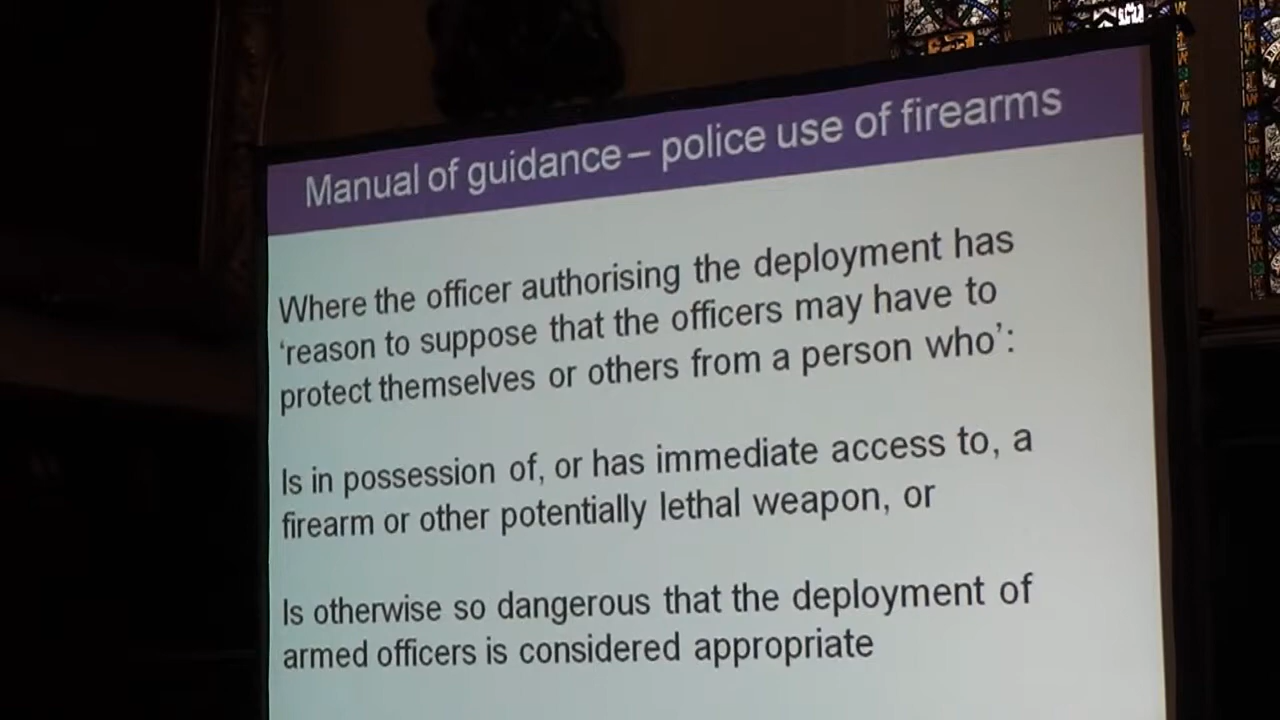 Manual of guidance – police use of firearms
Where the officer authorising the deployment has
‘reason to suppose that the officers may have to
protect themselves or others from a person who’:
Is in possession of, or has immediate access to, a
firearm or other potentially lethal weapon, or
Is otherwise so dangerous that the deployment of
armed officers is considered appropriate